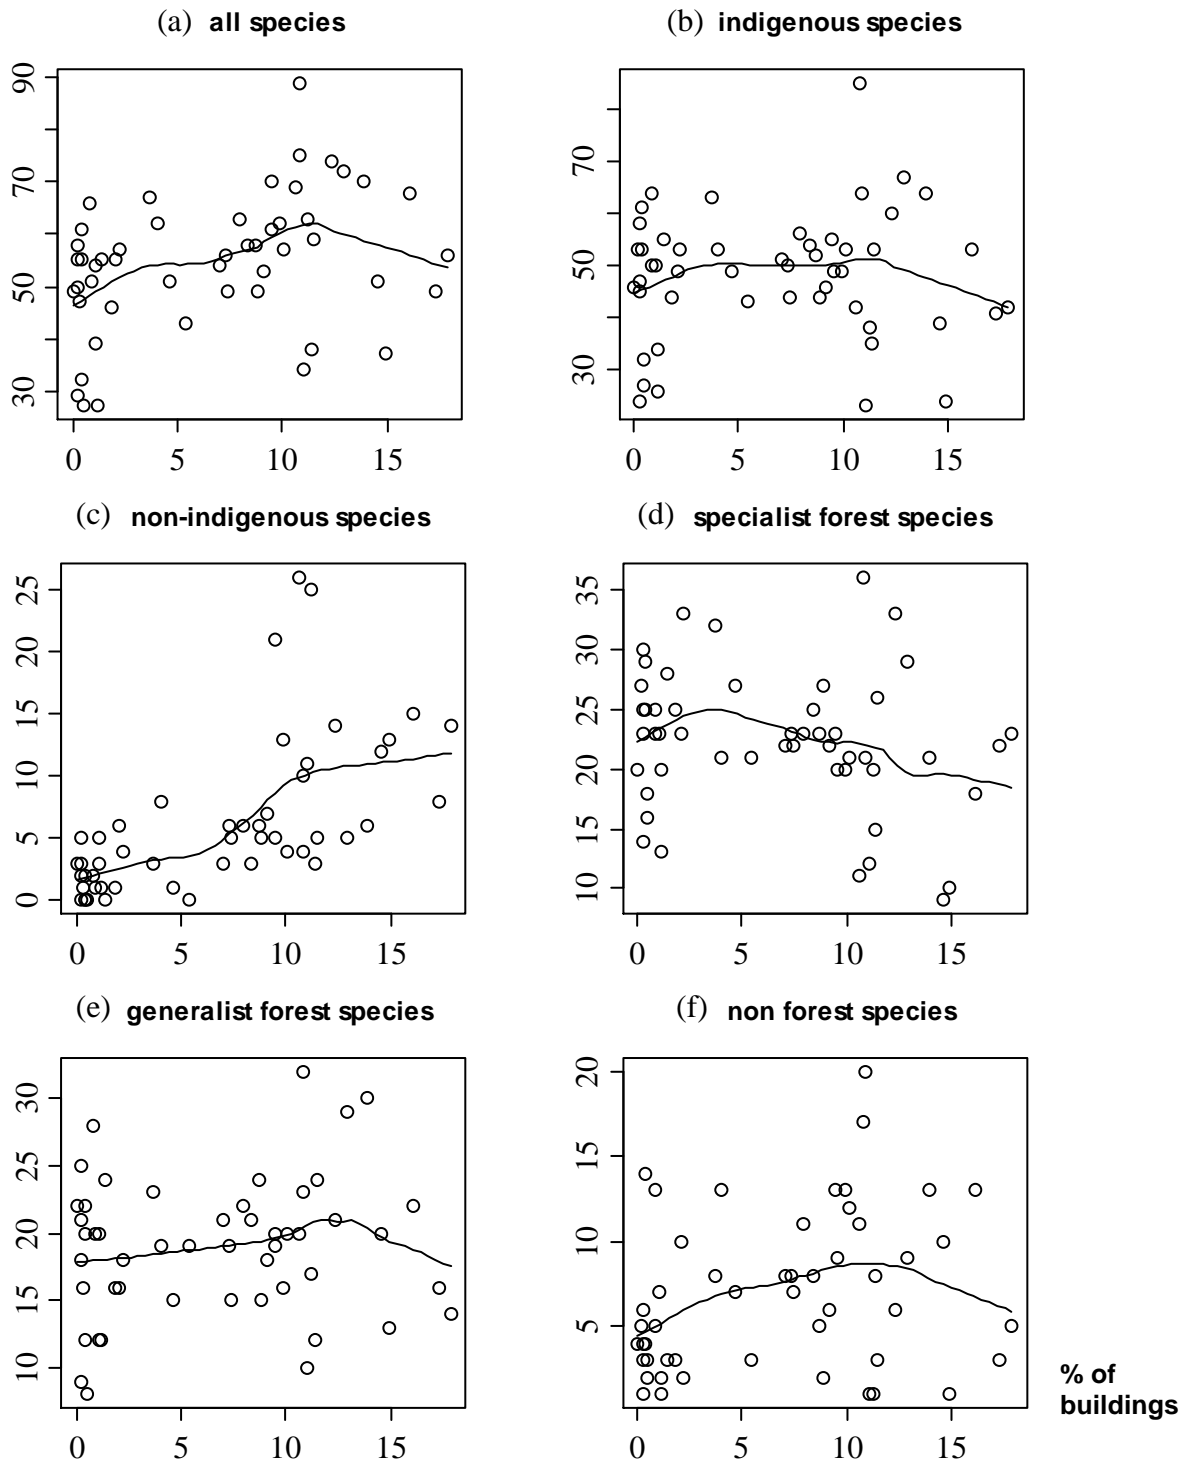 (a) all species
(b) indigenous species
90
70
50
30
0 5 10 15
70
50
30
0 5 10 15
(c) non-indigenous species
(d) specialist forest species
25
20
15
10
5
0
0 5 10 15
35
30
25
20
15
10
0 5 10 15
(e) generalist forest species
(f) non forest species
30
25
20
15
10
0 5 10 15
20
15
10
5
0 5 10 15
% of
buildings